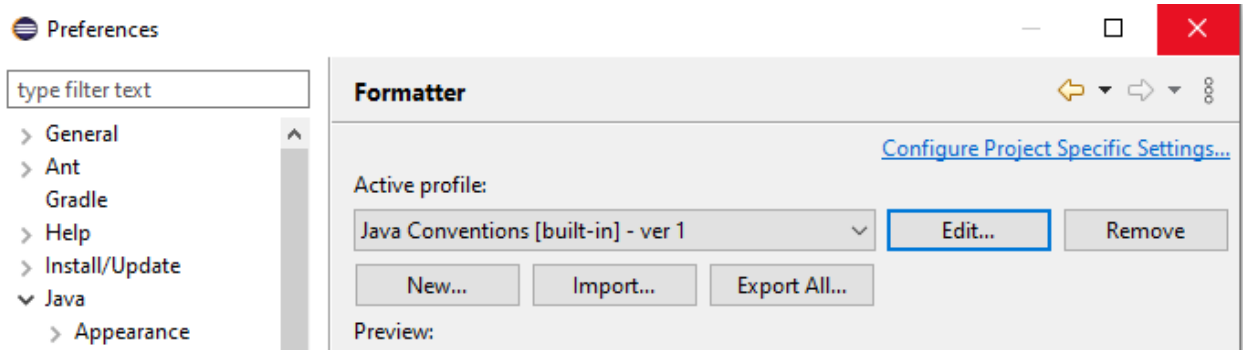 Preferences
type filter text
General
Ant
Gradle
Help
Install/Update
Java
Appearance
Formatter
Configure Project Specific Settings...
Active profile:
Java Conventions [built-in] - ver 1
Edit...
Remove
New...
Import...
Export All...
Preview: